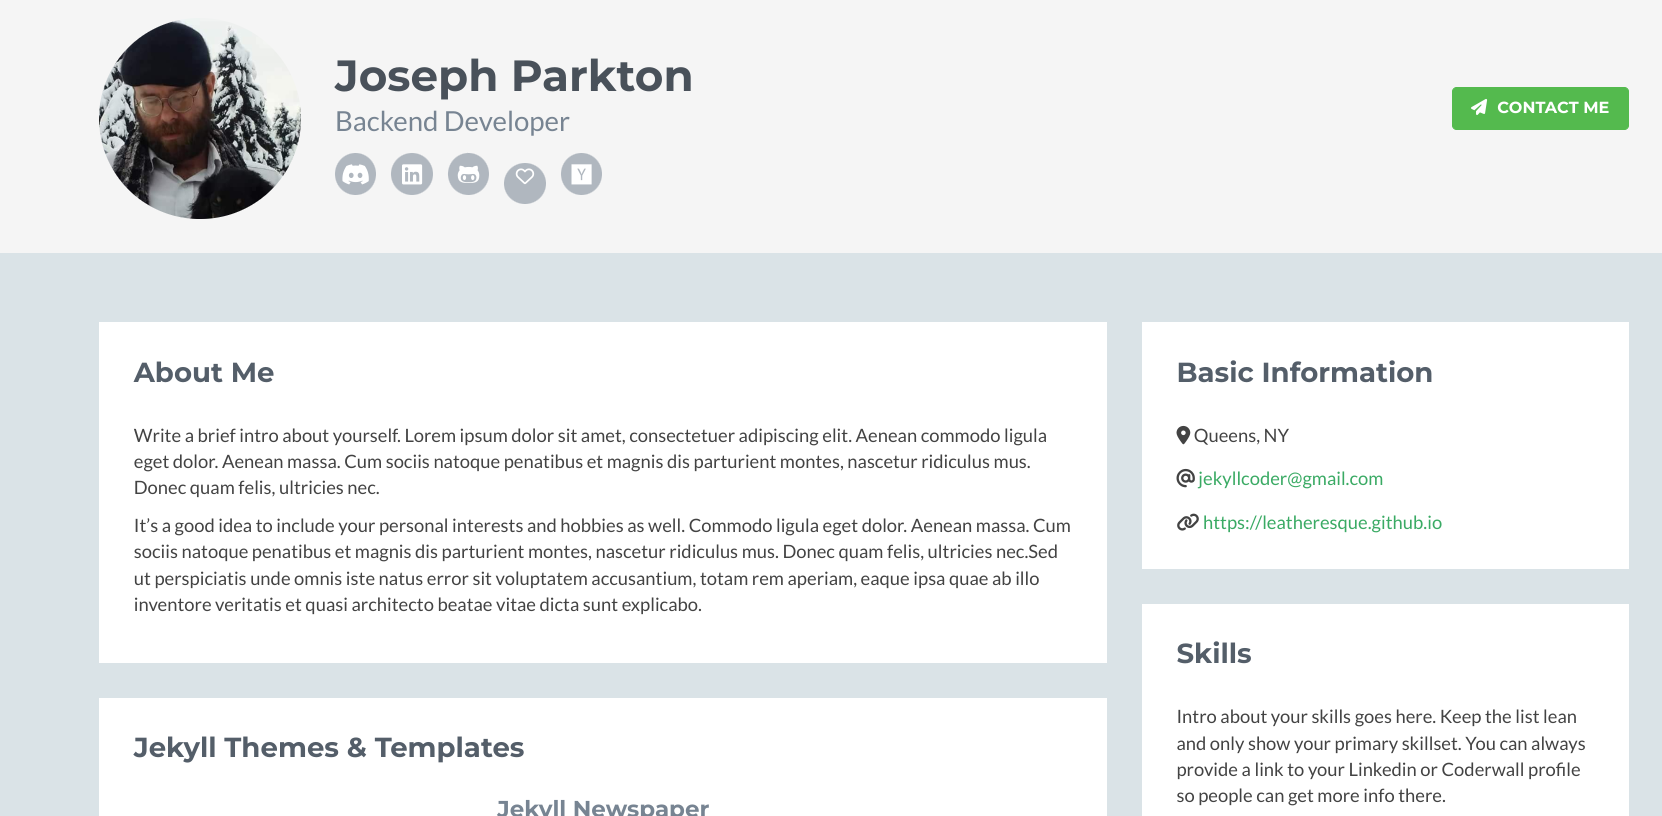 Joseph Parkton
Backend Developer
in
Y
CONTACT ME
About Me
Write a brief intro about yourself. Lorem ipsum dolor sit amet, consectetuer adipiscing elit. Aenean commodo ligula
eget dolor. Aenean massa. Cum sociis natoque penatibus et magnis dis parturient montes, nascetur ridiculus mus.
Donec quam felis, ultricies nec.
It’s a good idea to include your personal interests and hobbies as well. Commodo ligula eget dolor. Aenean massa. Cum
sociis natoque penatibus et magnis dis parturient montes, nascetur ridiculus mus. Donec quam felis, ultricies nec.Sed
ut perspiciatis unde omnis iste natus error sit voluptatem accusantium, totam rem aperiam, eaque ipsa quae ab illo
inventore veritatis et quasi architecto beatae vitae dicta sunt explicabo.
Jekyll Themes & Templates
Jekyll Newspaper
Basic Information
Queens, NY
@ jekyllcoder@gmail.com
https://leatheresque.github.io
Skills
Intro about your skills goes here. Keep the list lean
and only show your primary skillset. You can always
provide a link to your Linkedin or Coderwall profile
so people can get more info there.